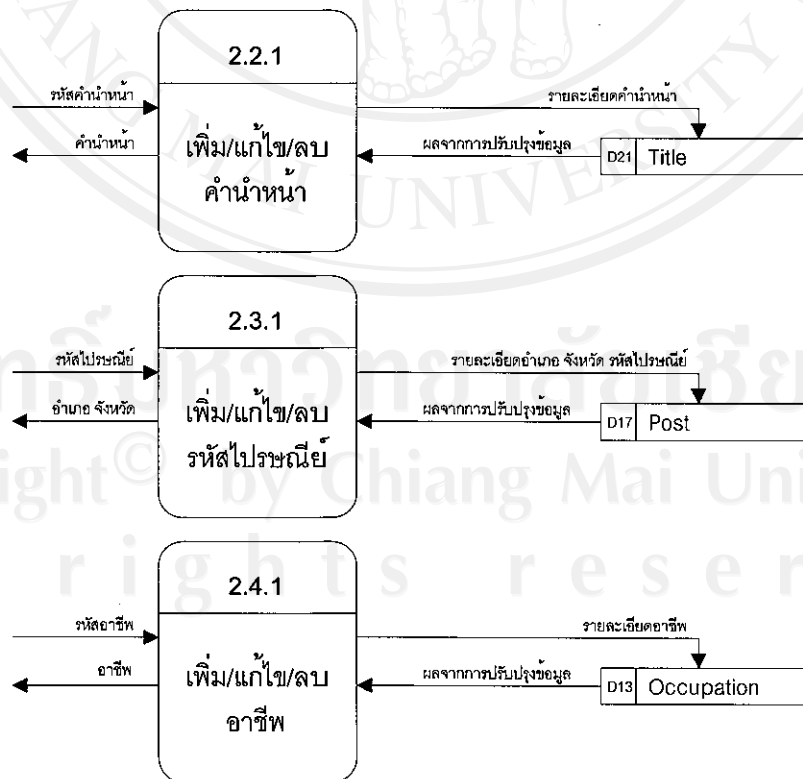 2.2.1
รหัสคำนำหน้า
รายละเอียดคำนำหน้า
คำนำหน้า
เพิ่ม/แก้ไข/ลบ
คำนำหน้า
ผลจากการปรับปรุงข้อมูล
D21 Title
MAI UNIVERSITY
2.3.1
รหัสไปรษณีย์
รายละเอียดอำเภอ จังหวัด รหัสไปรษณีย์
อำเภอ จังหวัด
เพิ่ม/แก้ไข/ลบ
รหัสไปรษณีย์
ผลจากการปรับปรุงข้อมูล
D17 Post
ight© by Chiang Mai Uni
rights reser
2.4.1
รหัสอาชีพ
รายละเอียดอาชีพ
อาชีพ
เพิ่ม/แก้ไข/ลบ
อาชีพ
ผลจากการปรับปรุงข้อมูล
D13 Occupation